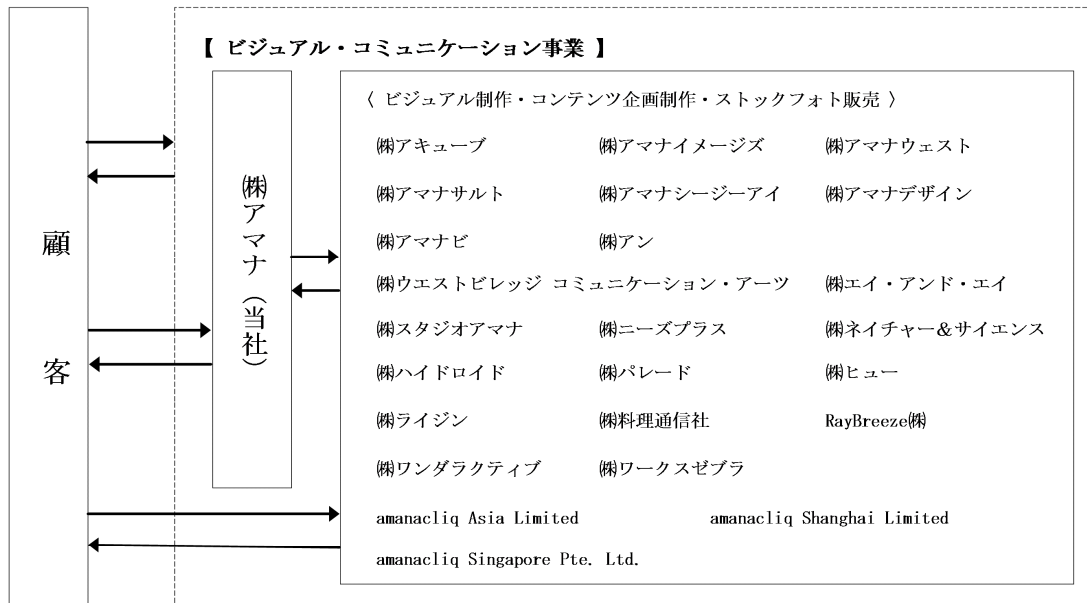 【 ビジュアル・コミュニケーション事業 】
顧客
㈱アマナ（当社）
〈 ビジュアル制作・コンテンツ企画制作・ストックフォト販売 〉
㈱アキューブ ㈱アマナイメージズ ㈱アマナウェスト
㈱アマナサルト ㈱アマナシージーアイ ㈱アマナデザイン
㈱アマナビ ㈱アン
㈱ウエストビレッジ コミュニケーション・アーツ ㈱エイ・アンド・エイ
㈱スタジオアマナ ㈱ニーズプラス ㈱ネイチャー＆サイエンス
㈱ハイドロイド ㈱パレード ㈱ヒュー
㈱ライジン ㈱料理通信社 RayBreeze㈱
㈱ワンダラクティブ ㈱ワークスゼブラ
amanacliq Asia Limited amanacliq Shanghai Limited
amanacliq Singapore Pte. Ltd.